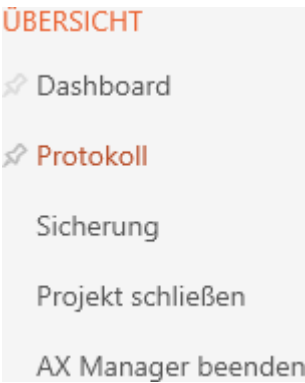 ÜBERSICHT
Dashboard
Protokoll
Sicherung
Projekt schließen
AX Manager beenden